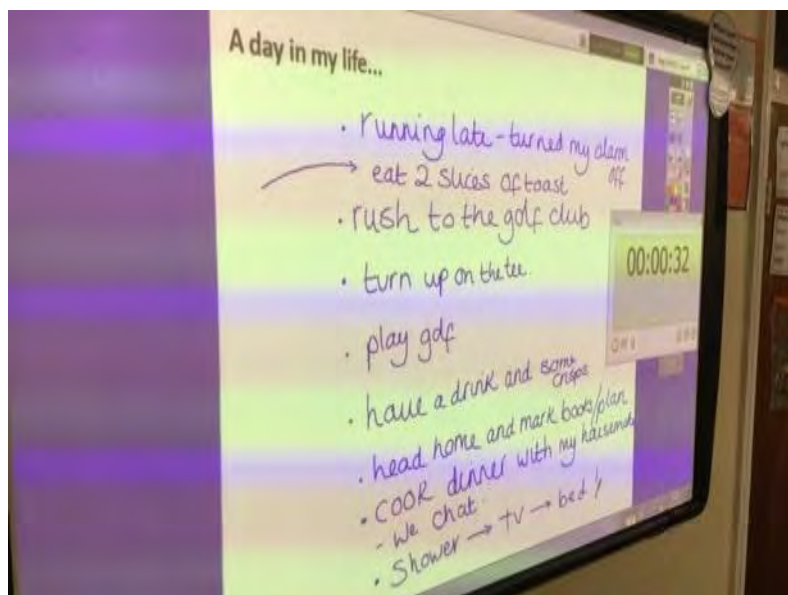 A day in my life...
• running late - turned my alarm
off
→ eat 2 slices of toast
• rush to the golf club
• turn up on the tee.
• play golf
• have a drink and some
crisps
• head home and mark books/plan
• cook dinner with my
- we chat.
• Shower → TV → bed!
00:00:32